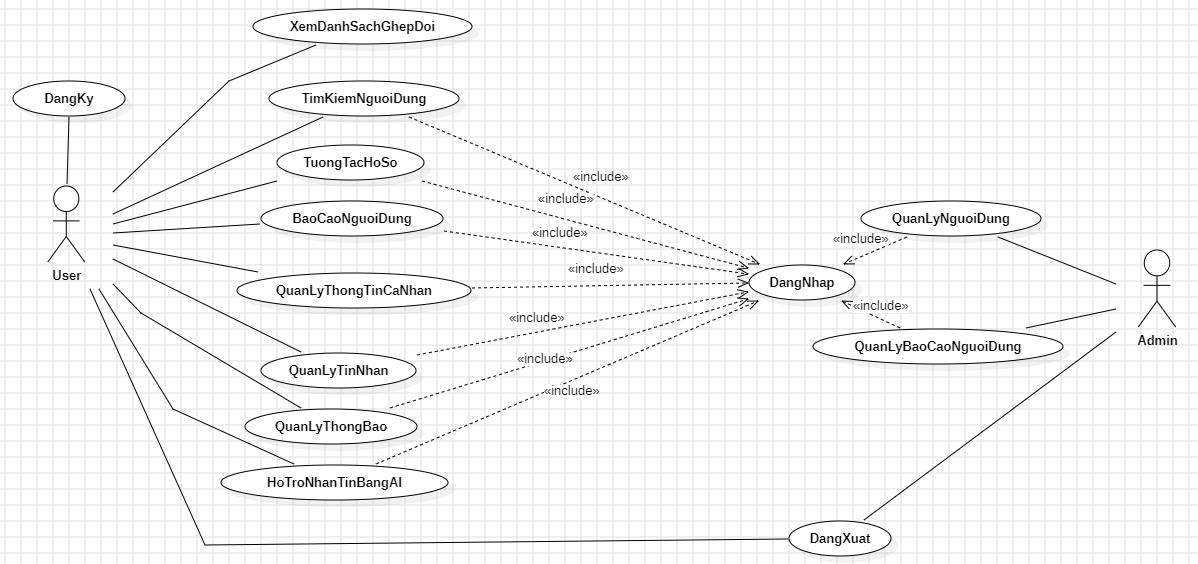 XemDanhSachGhepDoi
DangKy
TimKiemNguoiDung
TuongTacHoSo
«include»
«include»
BaoCaoNguoiDung
QuanLyNguoiDung
«include»
«include»
User
«include»
QuanLyThongTinCaNhan
DangNhap
«include»
«include»
Admin
QuanLyBaoCaoNguoiDung
QuanLyTinNhan
«include»
«include»
QuanLyThongBao
HoTroNhanTinBangAI
DangXuat